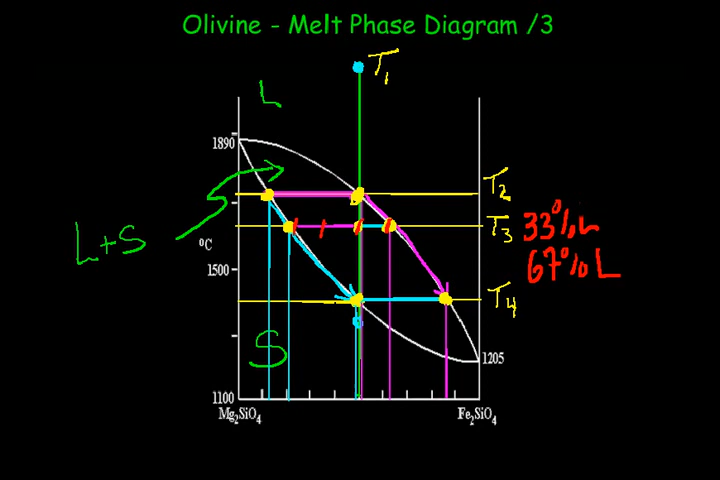 Olivine - Melt Phase Diagram /3
T1
L
1890
T2
L+S
°C
T3
33% L
67% L
1500
T4
S
1205
1100
Mg2SiO4
Fe2SiO4